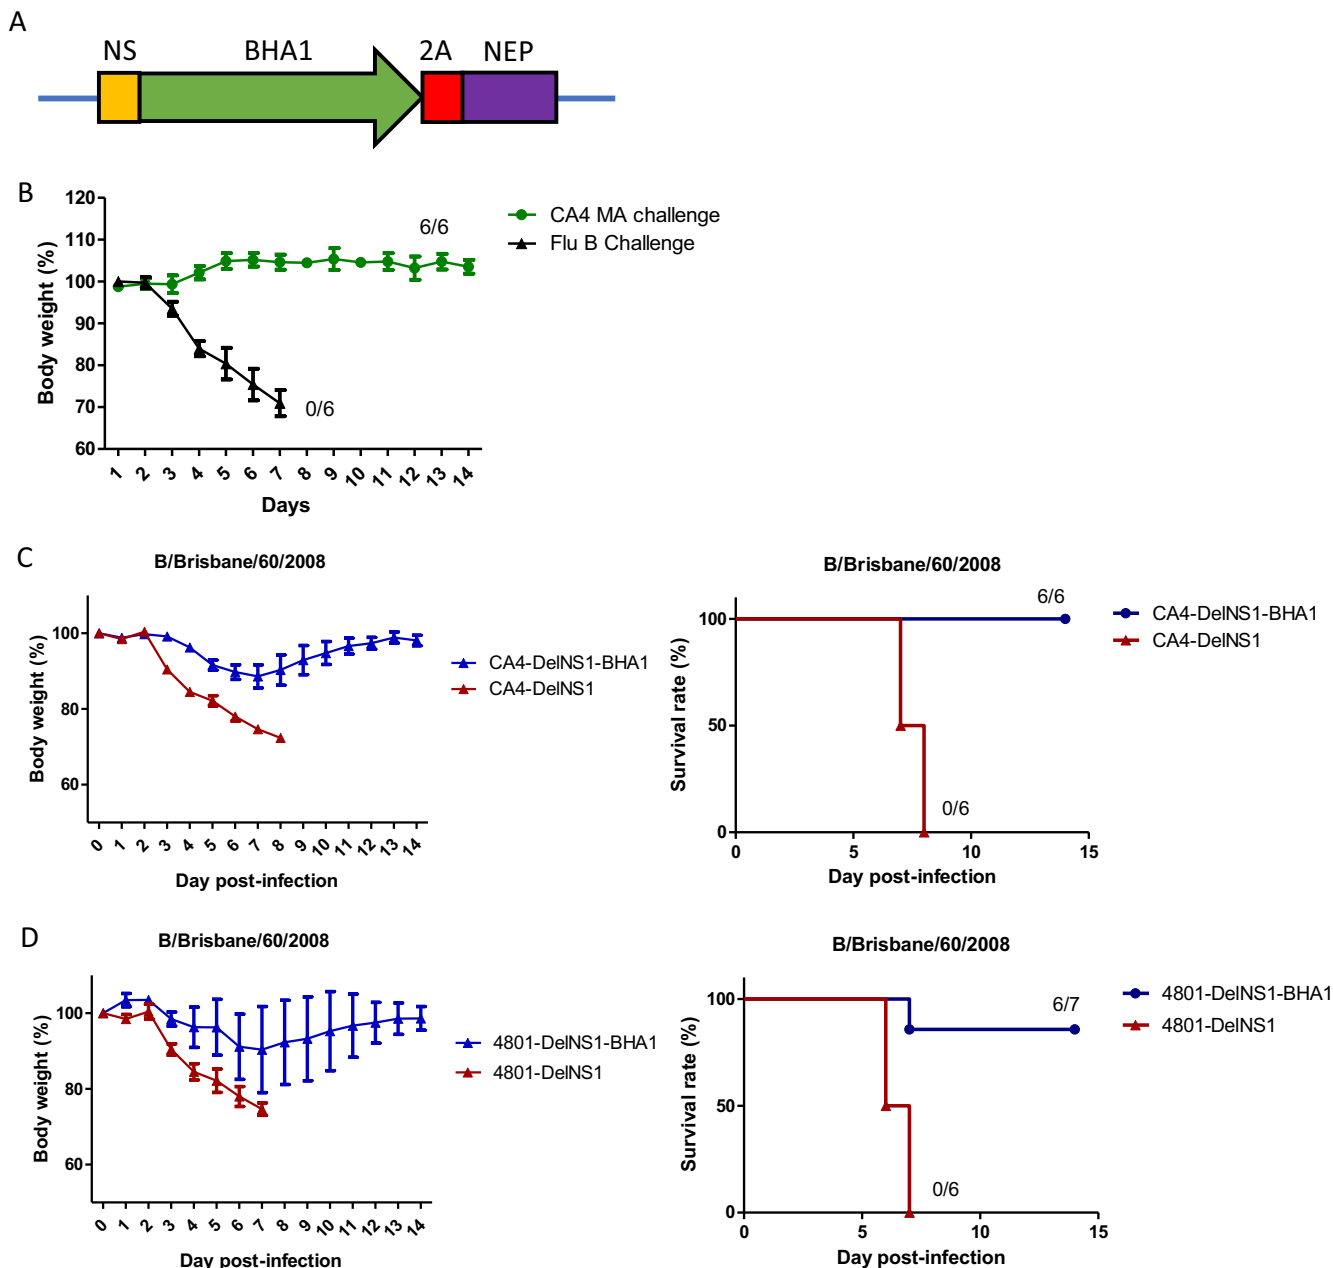 A
NS BHA1 2A NEP
B
120
110
100
90
80
70
60
Body weight (%)
6/6
0/6
CA4 MA challenge
Flu B Challenge
1 2 3 4 5 6 7 8 9 10 11 12 13 14
Days
C
B/Brisbane/60/2008
100
80
60
Body weight (%)
CA4-DelNS1-BHA1
CA4-DelNS1
0 1 2 3 4 5 6 7 8 9 10 11 12 13 14
Day post-infection
B/Brisbane/60/2008
6/6
100
50
0
Survival rate (%)
0/6
CA4-DelNS1-BHA1
CA4-DelNS1
0 5 10 15
Day post-infection
D
B/Brisbane/60/2008
100
80
60
Body weight (%)
4801-DelNS1-BHA1
4801-DelNS1
0 1 2 3 4 5 6 7 8 9 10 11 12 13 14
Day post-infection
B/Brisbane/60/2008
6/7
100
50
0
Survival rate (%)
0/6
4801-DelNS1-BHA1
4801-DelNS1
0 5 10 15
Day post-infection